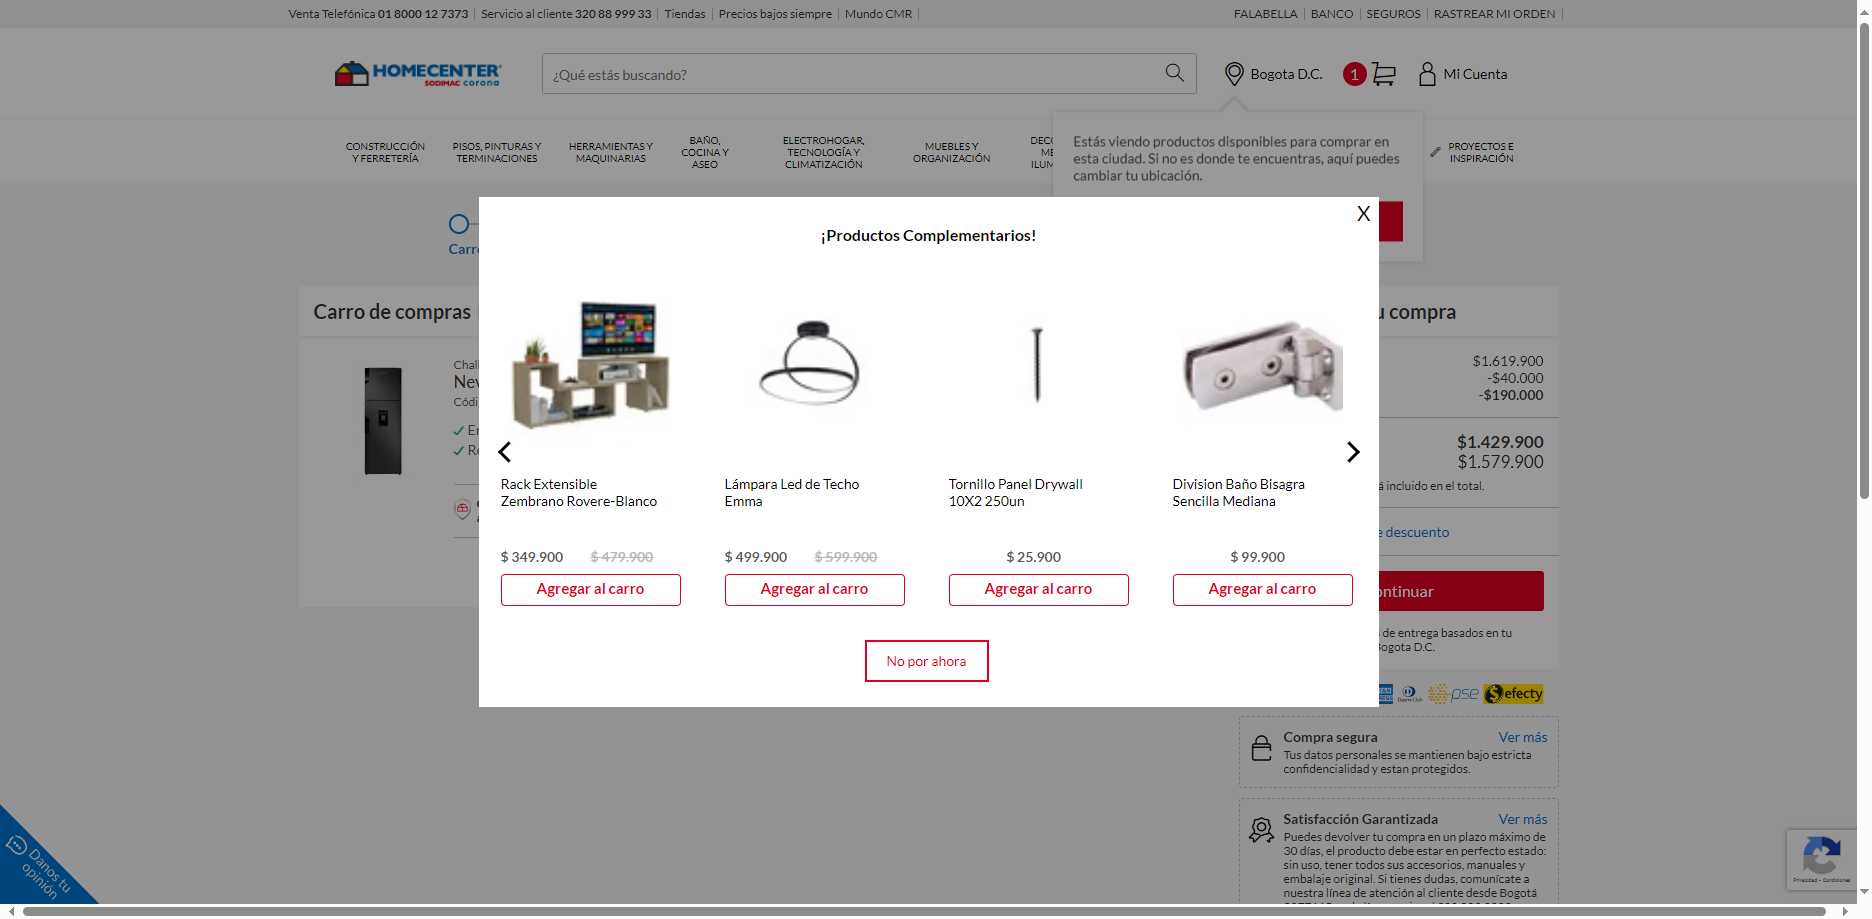 Venta Telefónica 01 8000 12 7373
Servicio al cliente 320 88 999 33
Tiendas
Precios bajos siempre
Mundo CMR
FALABELLA
BANCO
SEGUROS
RASTREAR MI ORDEN
HOMECENTER
SODIMAC corona
¿Qué estás buscando?
Bogota D.C.
1
Mi Cuenta
CONSTRUCCIÓN
Y FERRETERÍA
PISOS, PINTURAS Y
TERMINACIONES
HERRAMIENTAS Y
MAQUINARIAS
BAÑO,
COCINA Y
ASEO
ELECTROHOGAR,
TECNOLOGÍA Y
CLIMATIZACIÓN
MUEBLES Y
ORGANIZACIÓN
PROYECTOS E
INSPIRACIÓN
Estás viendo productos disponibles para comprar en
esta ciudad. Si no es donde te encuentras, aquí puedes
cambiar tu ubicación.
X
¡Productos Complementarios!
Rack Extensible
Zembrano Rovere-Blanco
$ 349.900 $ 479.900
Agregar al carro
Lámpara Led de Techo
Emma
$ 499.900 $ 599.900
Agregar al carro
Tornillo Panel Drywall
10X2 250un
$ 25.900
Agregar al carro
Division Baño Bisagra
Sencilla Mediana
$ 99.900
Agregar al carro
No por ahora
Carro de compras
compra
$1.619.900
-$40.000
-$190.000
$1.429.900
$1.579.900
incluido en el total.
descuento
de entrega basados en tu
Bogota D.C.
pse
efecty
Compra segura
Ver más
Tus datos personales se mantienen bajo estricta
confidencialidad y estan protegidos.
Satisfacción Garantizada
Ver más
Puedes devolver tu compra en un plazo máximo de
30 días, el producto debe estar en perfecto estado:
sin uso, tener todos sus accesorios, manuales y
embalaje original. Si tienes dudas, comunícate a
nuestra línea de atención al cliente desde Bogotá
Danos tu
opinión
Privacidad - Condiciones